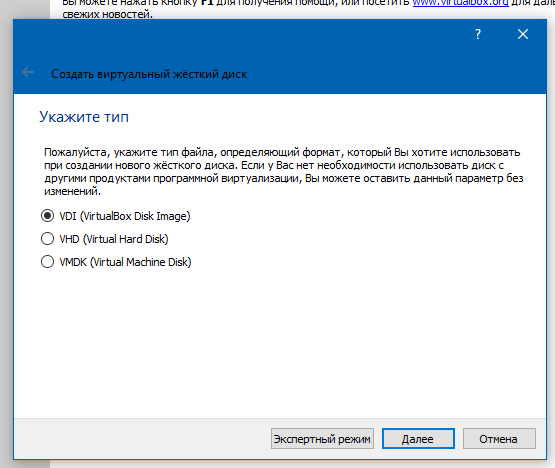 Вы можете нажать кнопку F1 для получения помощи, или посетить www.virtualbox.org для
свежих новостей.
?
Создать виртуальный жёсткий диск
Укажите тип
Пожалуйста, укажите тип файла, определяющий формат, который Вы хотите использовать
при создании нового жёсткого диска. Если у Вас нет необходимости использовать диск с
другими продуктами программной виртуализации, Вы можете оставить данный параметр без
изменений.
VDI (VirtualBox Disk Image)
VHD (Virtual Hard Disk)
VMDK (Virtual Machine Disk)
Экспертный режим Далее Отмена